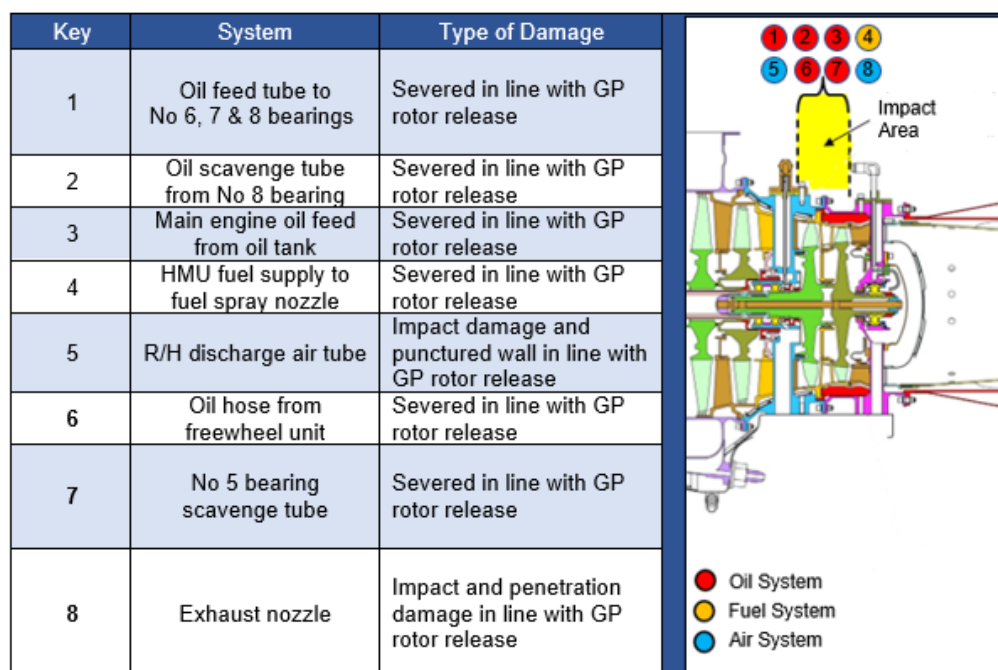 Key System Type of Damage
1 Oil feed tube to
No 6, 7 & 8 bearings Severed in line with GP
rotor release
2 Oil scavenge tube
from No 8 bearing Severed in line with GP
rotor release
3 Main engine oil feed
from oil tank Severed in line with GP
rotor release
4 HMU fuel supply to
fuel spray nozzle Severed in line with GP
rotor release
5 R/H discharge air tube Impact damage and
punctured wall in line with
GP rotor release
6 Oil hose from
freewheel unit Severed in line with GP
rotor release
7 No 5 bearing
scavenge tube Severed in line with GP
rotor release
8 Exhaust nozzle Impact and penetration
damage in line with GP
rotor release
1 2 3 4
5 6 7 8
Impact
Area
Oil System
Fuel System
Air System